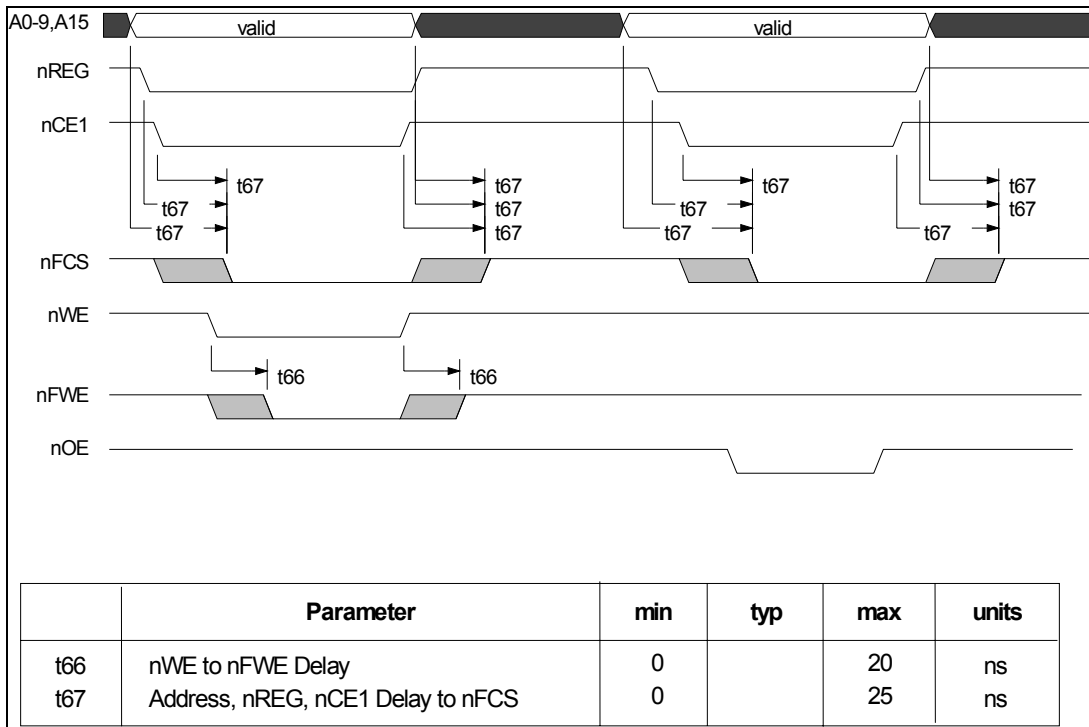 A0-9,A15 valid valid
nREG
nCE1
t67 t67 t67 t67
t67 t67 t67 t67
t67 t67 t67 t67
nFCS
nWE
t66 t66
nFWE
nOE
Parameter min typ max units
t66 nWE to nFWE Delay 0 20 ns
t67 Address, nREG, nCE1 Delay to nFCS 0 25 ns